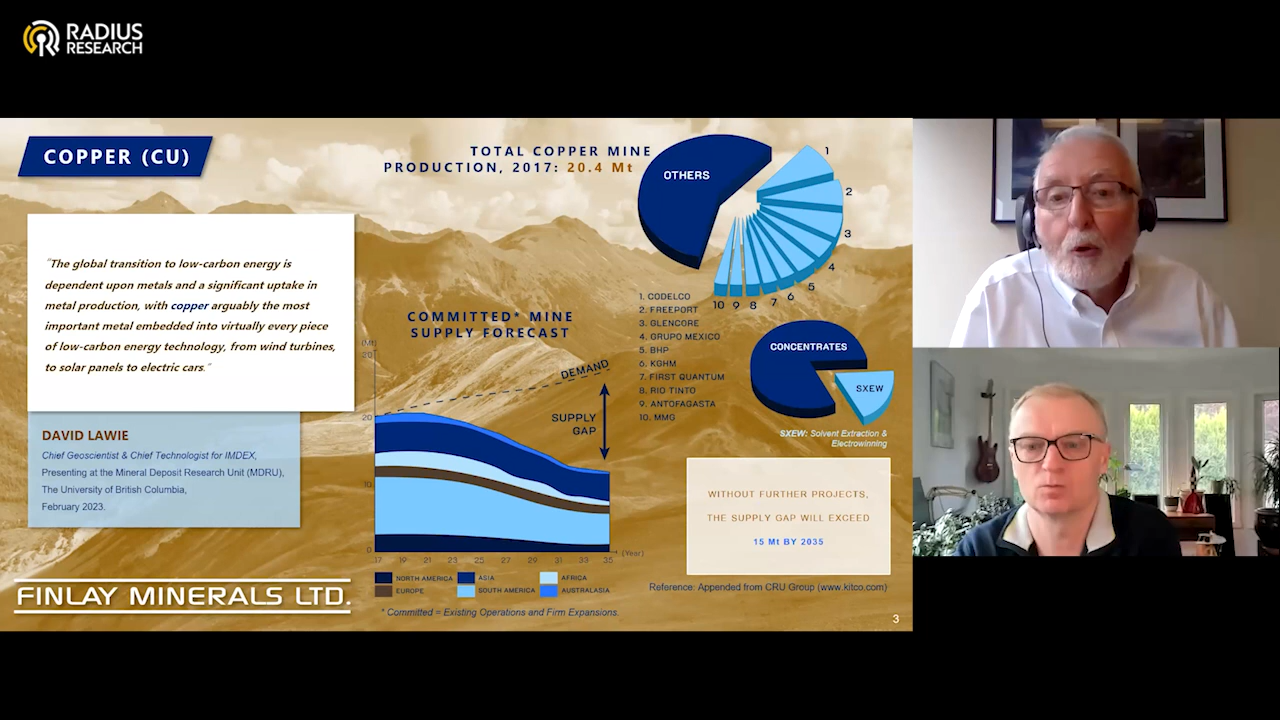 RADIUS
RESEARCH
COPPER (CU)
"The global transition to low-carbon energy is
dependent upon metals and a significant uptake in
metal production, with copper arguably the most
important metal embedded into virtually every piece
of low-carbon energy technology, from wind turbines,
to solar panels to electric cars."
DAVID LAWIE
Chief Geoscientist & Chief Technologist for IMDEX,
Presenting at the Mineral Deposit Research Unit (MDRU),
The University of British Columbia,
February 2023.
FINLAY MINERALS LTD.
TOTAL COPPER MINE
PRODUCTION, 2017: 20.4 Mt
OTHERS
1
2
3
4
5
6
7
8
9
10
1. CODELCO
2. FREEPORT
3. GLENCORE
4. GRUPO MEXICO
5. BHP
6. KGHM
7. FIRST QUANTUM
8. RIO TINTO
9. ANTOFAGASTA
10. MMG
CONCENTRATES
SXEW
SXEW: Solvent Extraction &
Electrowinning
COMMITTED* MINE
SUPPLY FORECAST
(Mt)
20
10
0
DEMAND
SUPPLY
GAP
17 19 21 23 25 27 29 31 33 35 (Year)
NORTH AMERICA ASIA AFRICA
EUROPE SOUTH AMERICA AUSTRALASIA
* Committed = Existing Operations and Firm Expansions.
WITHOUT FURTHER PROJECTS,
THE SUPPLY GAP WILL EXCEED
15 Mt BY 2035
Reference: Appended from CRU Group (www.kitco.com)
3